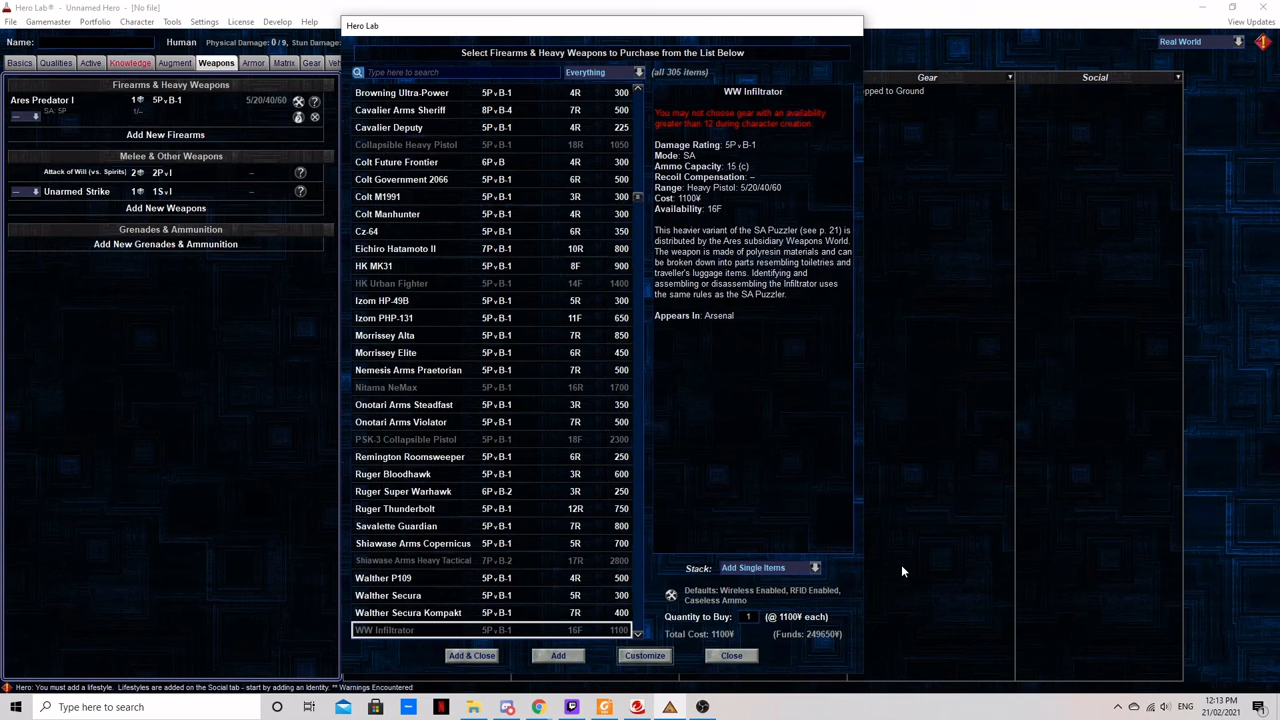 Hero Lab® - Unnamed Hero - [No file]
File Gamemaster Portfolio Character Tools Settings License Develop Help
View Updates
Name: Human Physical Damage: 0 / 9, Stun Damage:
Real World
Basics Qualities Active Knowledge Augment Weapons Armor Matrix Gear Veh
Firearms & Heavy Weapons
Ares Predator I 1 5P v B-1 5/20/40/60
SA: 5P 1/–
Add New Firearms
Melee & Other Weapons
Attack of Will (vs. Spirits) 2 2P v I –
Unarmed Strike 1 1S v I –
Add New Weapons
Grenades & Ammunition
Add New Grenades & Ammunition
Hero Lab
Select Firearms & Heavy Weapons to Purchase from the List Below
Type here to search Everything (all 305 items)
Browning Ultra-Power 5P v B-1 4R 300
Cavalier Arms Sheriff 8P v B-4 7R 500
Cavalier Deputy 5P v B-1 4R 225
Collapsible Heavy Pistol 5P v B-1 18R 1050
Colt Future Frontier 6P v B 4R 300
Colt Government 2066 5P v B-1 6R 500
Colt M1991 5P v B-1 3R 300
Colt Manhunter 5P v B-1 4R 300
Cz-64 5P v B-1 6R 350
Eichiro Hatamoto II 7P v B-1 10R 800
HK MK31 5P v B-1 8F 900
HK Urban Fighter 5P v B-1 14F 1400
Izom HP-49B 5P v B-1 5R 300
Izom PHP-131 5P v B-1 11F 650
Morrissey Alta 5P v B-1 7R 850
Morrissey Elite 5P v B-1 6R 450
Nemesis Arms Praetorian 5P v B-1 7R 500
Nitama NeMax 5P v B-1 16R 1700
Onotari Arms Steadfast 5P v B-1 3R 350
Onotari Arms Violator 5P v B-1 7R 500
PSK-3 Collapsible Pistol 5P v B-1 18F 2300
Remington Roomsweeper 5P v B-1 6R 250
Ruger Bloodhawk 5P v B-1 3R 600
Ruger Super Warhawk 6P v B-2 3R 250
Ruger Thunderbolt 5P v B-1 12R 750
Savalette Guardian 5P v B-1 7R 800
Shiawase Arms Copernicus 5P v B-1 5R 700
Shiawase Arms Heavy Tactical 7P v B-2 17R 2800
Walther P109 5P v B-1 4R 500
Walther Secura 5P v B-1 5R 300
Walther Secura Kompakt 5P v B-1 7R 400
WW Infiltrator 5P v B-1 16F 1100
Add & Close Add Customize Close
WW Infiltrator
You may not choose gear with an availability
greater than 12 during character creation.
Damage Rating: 5P v B-1
Mode: SA
Ammo Capacity: 15 (c)
Recoil Compensation: –
Range: Heavy Pistol: 5/20/40/60
Cost: 1100¥
Availability: 16F
This heavier variant of the SA Puzzler (see p. 21) is
distributed by the Ares subsidiary Weapons World.
The weapon is made of polyresin materials and can
be broken down into parts resembling toiletries and
traveller's luggage items. Identifying and
assembling or disassembling the Infiltrator uses
the same rules as the SA Puzzler.
Appears In: Arsenal
Stack: Add Single Items
Defaults: Wireless Enabled, RFID Enabled,
Caseless Ammo
Quantity to Buy: 1 (@ 1100¥ each)
Total Cost: 1100¥ (Funds: 249650¥)
Gear Social
pped to Ground
Hero: You must add a lifestyle. Lifestyles are added on the Social tab - start by adding an Identity. ** Warnings Encountered
Type here to search
12:13 PM
21/02/2021